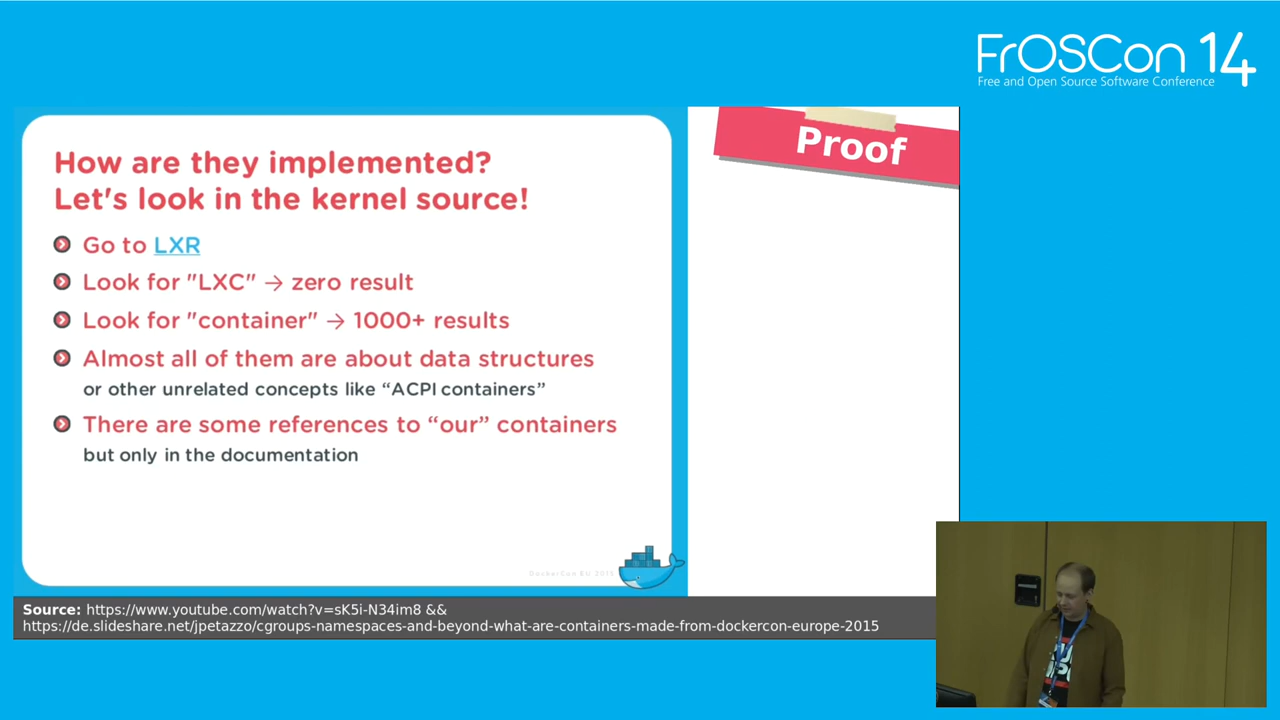 FrOSCon 14
Free and Open Source Software Conference
Proof
How are they implemented?
Let's look in the kernel source!
Go to LXR
Look for "LXC" → zero result
Look for "container" → 1000+ results
Almost all of them are about data structures
or other unrelated concepts like “ACPI containers”
There are some references to “our” containers
but only in the documentation
DockerCon EU 2015
Source: https://www.youtube.com/watch?v=sK5i-N34im8 &&
https://de.slideshare.net/jpetazzo/cgroups-namespaces-and-beyond-what-are-containers-made-from-dockercon-europe-2015